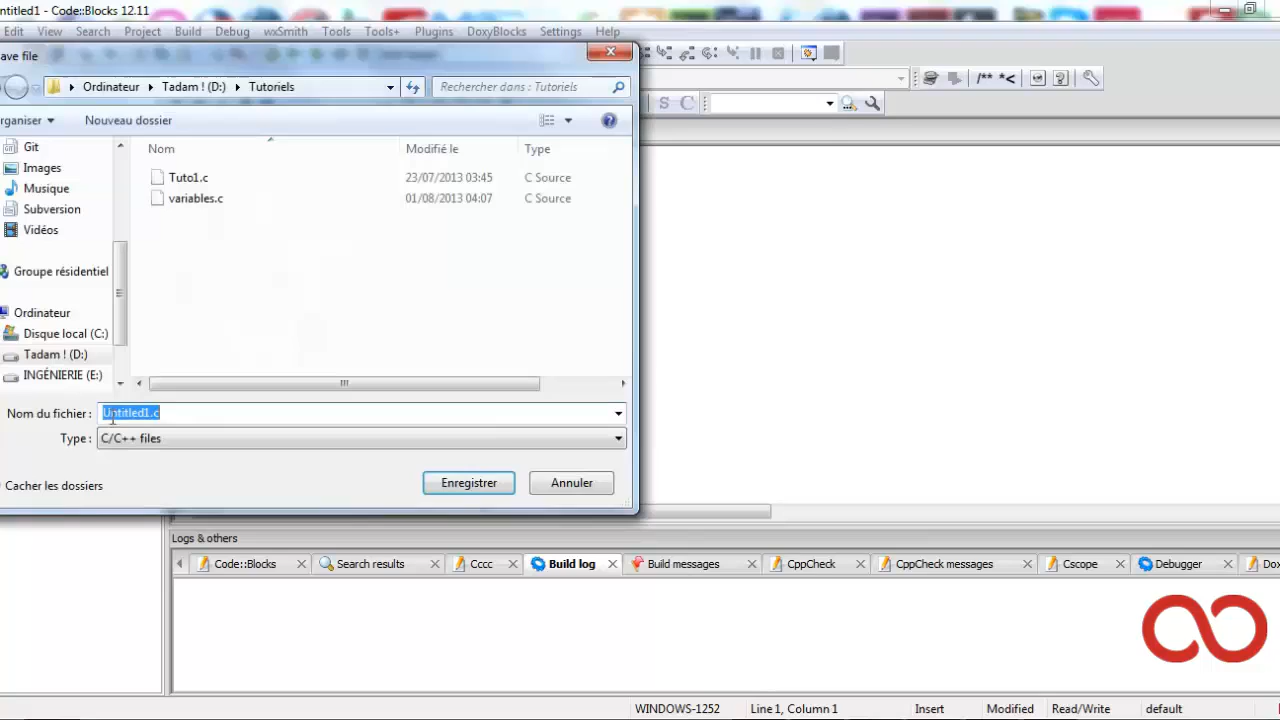 ntitled1 - Code::Blocks 12.11
Edit View Search Project Build Debug wxSmith Tools Tools+ Plugins DoxyBlocks Settings Help
ave file
Ordinateur Tadam ! (D:) Tutoriels
Rechercher dans : Tutoriels
rganiser Nouveau dossier
/** *<
S C
Nom Modifié le Type
Git
Images
Musique
Subversion
Vidéos
Groupe résidentiel
Ordinateur
Disque local (C:)
Tadam ! (D:)
INGÉNIERIE (E:)
Tuto1.c 23/07/2013 03:45 C Source
variables.c 01/08/2013 04:07 C Source
Nom du fichier : Untitled1.c
Type : C/C++ files
Cacher les dossiers
Enregistrer Annuler
Logs & others
Code::Blocks Search results Cccc Build log Build messages CppCheck CppCheck messages Cscope Debugger Dox
WINDOWS-1252 Line 1, Column 1 Insert Modified Read/Write default